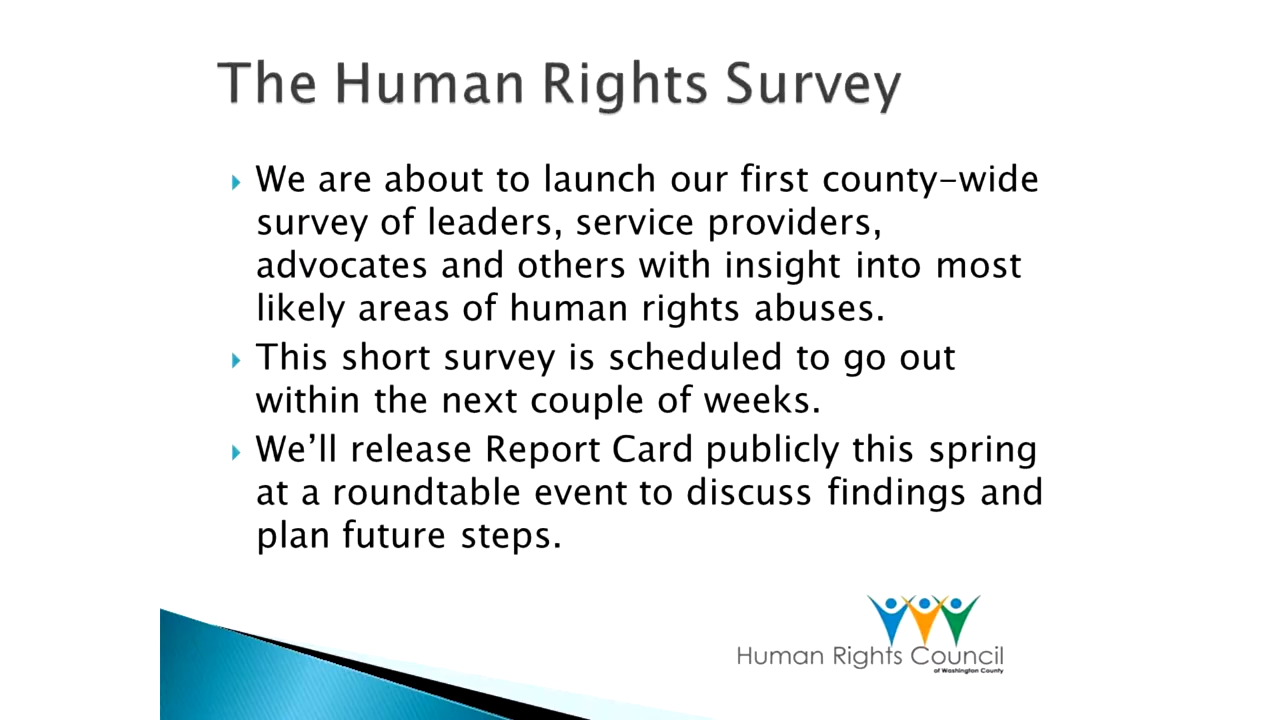 The Human Rights Survey
We are about to launch our first county-wide
survey of leaders, service providers,
advocates and others with insight into most
likely areas of human rights abuses.
This short survey is scheduled to go out
within the next couple of weeks.
We’ll release Report Card publicly this spring
at a roundtable event to discuss findings and
plan future steps.
Human Rights Council
of Washington County